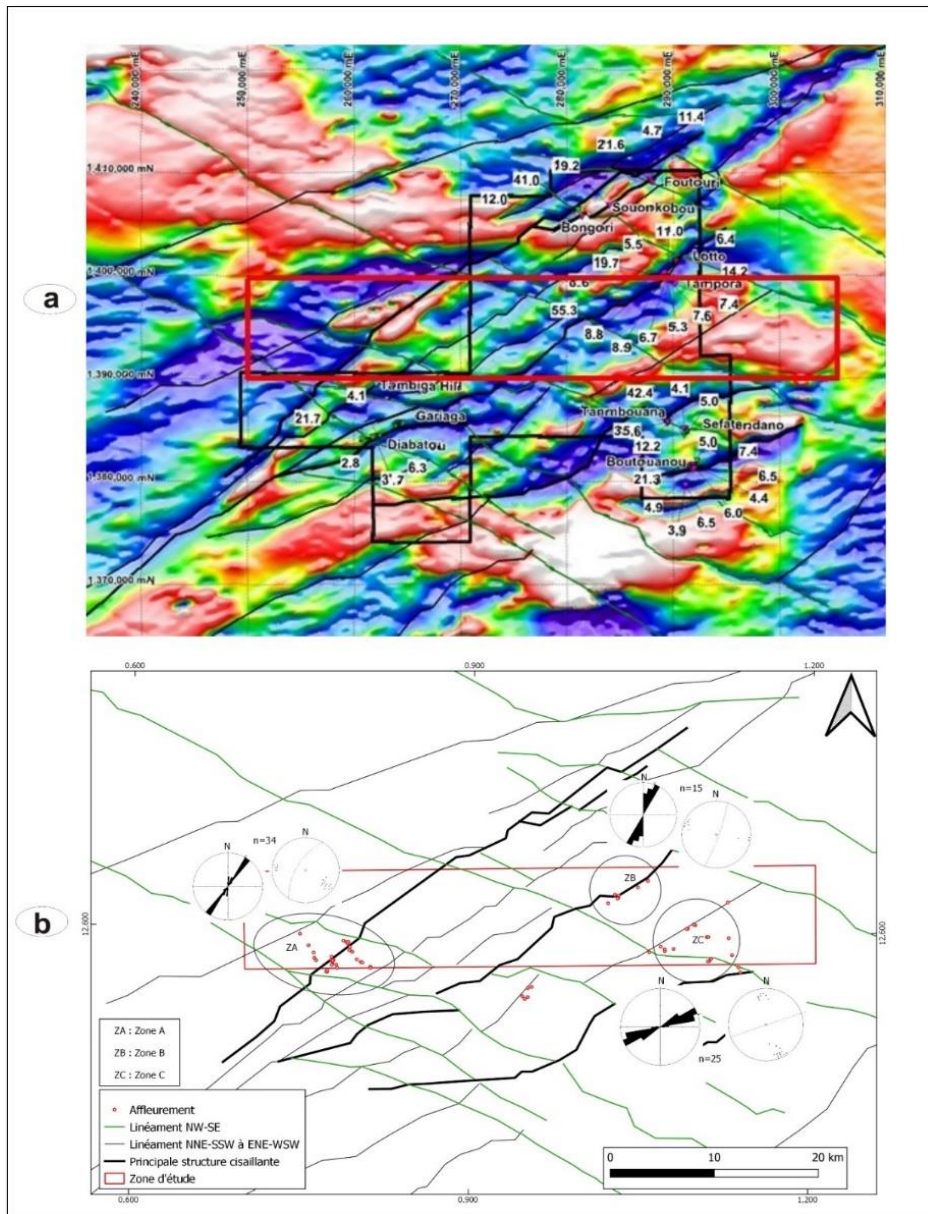 240,000 mE
250,000 mE
260,000 mE
270,000 mE
280,000 mE
290,000 mE
300,000 mE
310,000 mE
1,410,000 mN
1,400,000 mN
1,390,000 mN
1,380,000 mN
1,370,000 mN
11.4
4.7
21.6
19.2
41.0
12.0
Foutouri
Souonkobou
Bongori
11.0
6.4
5.5
Lotto
19.7
14.2
8.6
Tampora
55.3
7.4
7.6
8.8
5.3
6.7
8.9
a
Tambiga Hill
4.1
42.4
4.1
5.0
21.7
Gariaga
Tambouana
35.6
Diabatou
12.2
5.0
7.4
2.8
6.3
Boutouanou
21.3
6.5
4.4
4.9
6.0
6.5
3.9
0.600
0.900
1.200
N
n=15
N
N
n=34
N
ZB
b
12.600
ZA
ZC
12.600
N
N
n=25
ZA : Zone A
ZB : Zone B
ZC : Zone C
Affleurement
Linéament NW-SE
Linéament NNE-SSW à ENE-WSW
Principale structure cisaillante
Zone d'étude
0
10
20 km
0.600
0.900
1.200